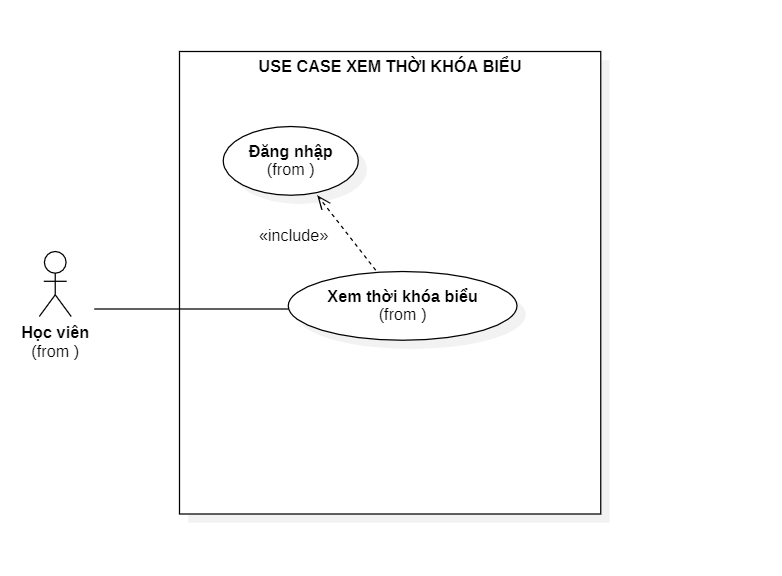 USE CASE XEM THỜI KHÓA BIỂU
Đăng nhập
(from )
«include»
Xem thời khóa biểu
(from )
Học viên
(from )